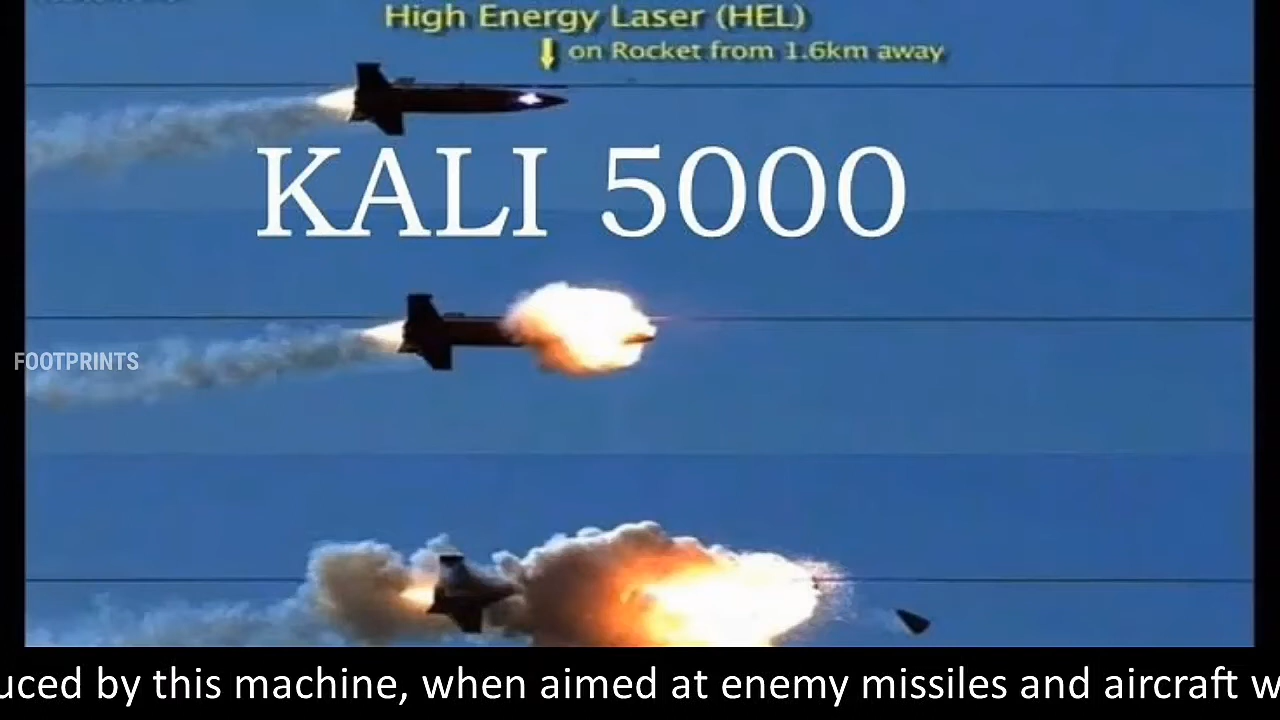 High Energy Laser (HEL)
on Rocket from 1.6km away
KALI 5000
FOOTPRINTS
uced by this machine, when aimed at enemy missiles and aircraft w